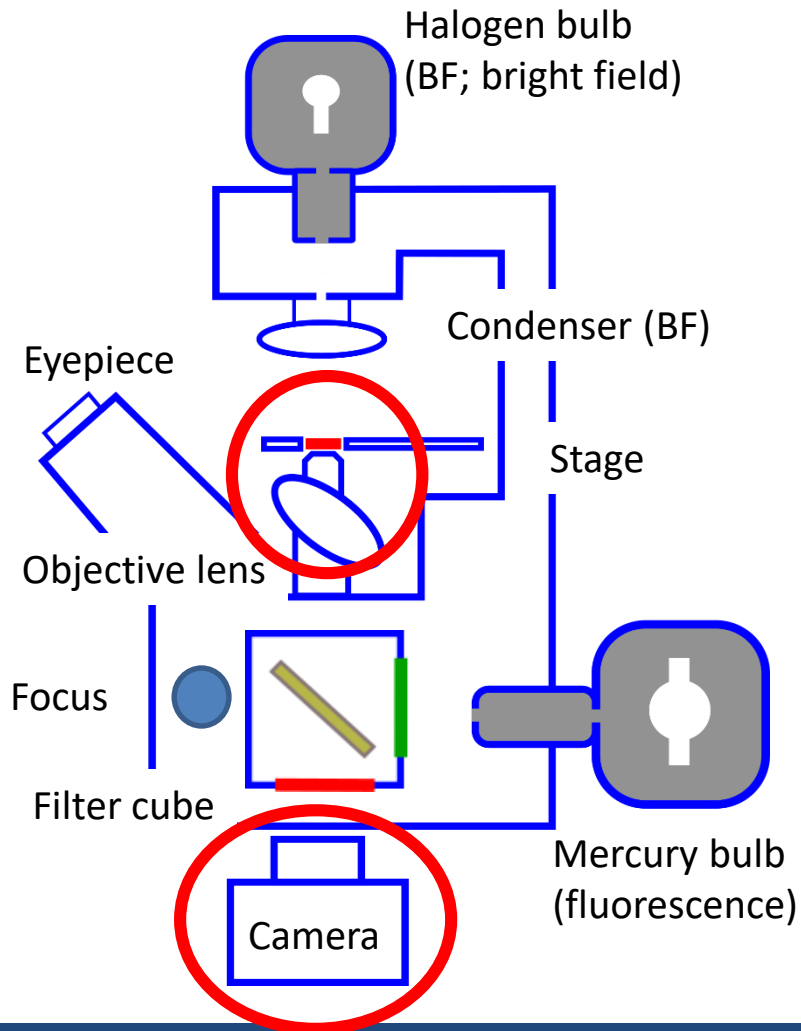 Halogen bulb
(BF; bright field)
Condenser (BF)
Eyepiece
Stage
Objective lens
Focus
Filter cube
Mercury bulb
(fluorescence)
Camera